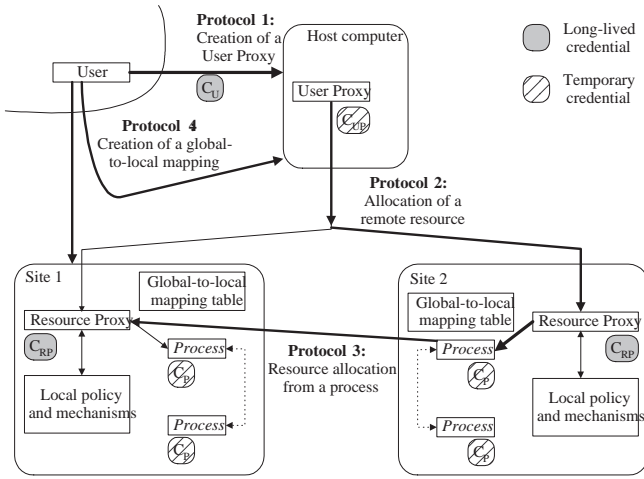 Protocol 1:
Creation of a
User Proxy
Host computer
Long-lived
credential
User
C_U
User Proxy
C_UP
Temporary
credential
Protocol 4
Creation of a global-
to-local mapping
Protocol 2:
Allocation of a
remote resource
Site 1
Global-to-local
mapping table
Resource Proxy
C_RP
Process
C_P
Local policy
and mechanisms
Process
C_P
Protocol 3:
Resource allocation
from a process
Site 2
Global-to-local
mapping table
Resource Proxy
C_RP
Process
C_P
Local policy
and mechanisms
Process
C_P